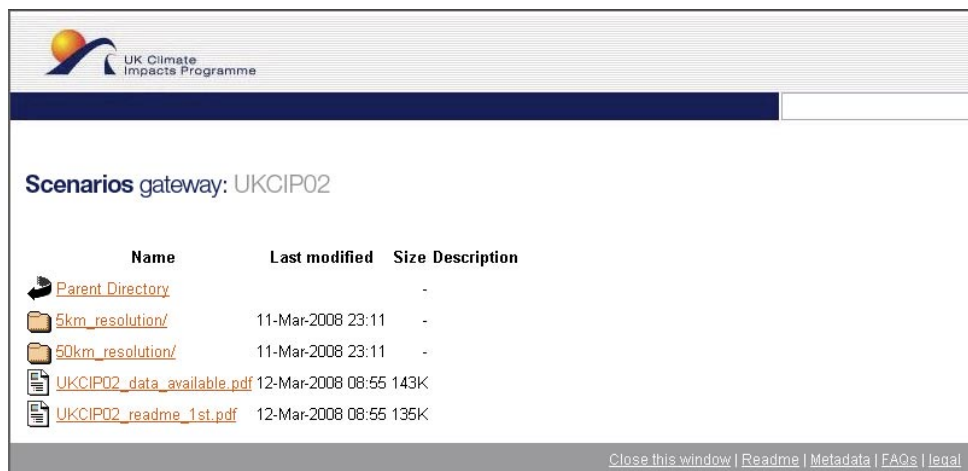 UK Climate
Impacts Programme
Scenarios gateway: UKCIP02
Name Last modified Size Description
Parent Directory -
5km_resolution/ 11-Mar-2008 23:11 -
50km_resolution/ 11-Mar-2008 23:11 -
UKCIP02_data_available.pdf 12-Mar-2008 08:55 143K
UKCIP02_readme_1st.pdf 12-Mar-2008 08:55 135K
Close this window | Readme | Metadata | FAQs | legal